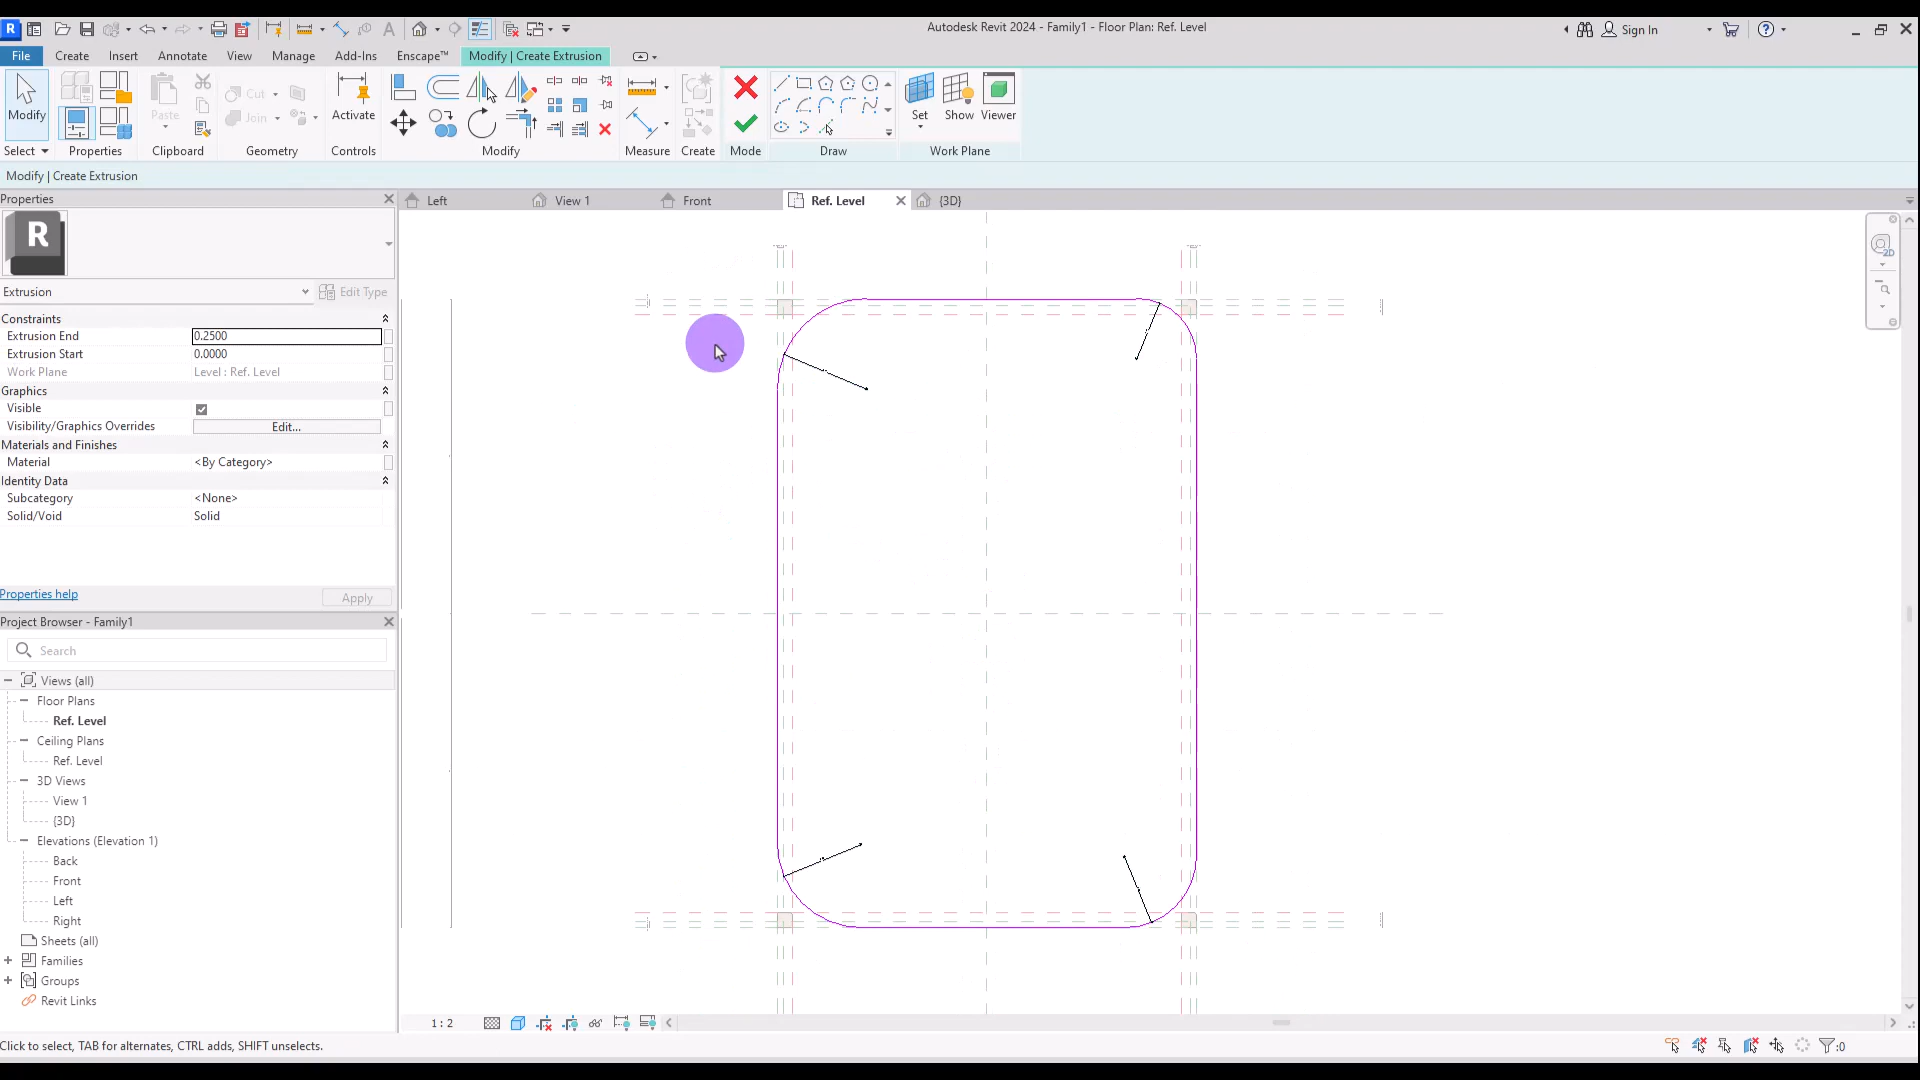 Autodesk Revit 2024 - Family1 - Floor Plan: Ref. Level
Sign In
File
Create
Insert
Annotate
View
Manage
Add-Ins
Enscape™
Modify | Create Extrusion
Modify
Paste
Cut
Join
Activate
Set
Show
Viewer
Select
Properties
Clipboard
Geometry
Controls
Modify
Measure
Create
Mode
Draw
Work Plane
Modify | Create Extrusion
Properties
Left
View 1
Front
Ref. Level
{3D}
R
2D
Extrusion
Edit Type
Constraints
Extrusion End
0.2500
Extrusion Start
0.0000
Work Plane
Level : Ref. Level
Graphics
Visible
Visibility/Graphics Overrides
Edit...
Materials and Finishes
Material
<By Category>
Identity Data
Subcategory
<None>
Solid/Void
Solid
Properties help
Apply
Project Browser - Family1
Search
Views (all)
Floor Plans
Ref. Level
Ceiling Plans
Ref. Level
3D Views
View 1
{3D}
Elevations (Elevation 1)
Back
Front
Left
Right
Sheets (all)
Families
Groups
Revit Links
1 : 2
Click to select, TAB for alternates, CTRL adds, SHIFT unselects.
:0